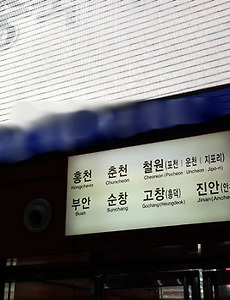 홍천 춘천 철원(포천 | 운천 | 지포리)
Hongcheon Chuncheon Cheorwon(Pocheon | Uncheon | Jipo-ri)
부안 순창 고창(흥덕) 진안
Buan Sunchang Gochang(Heungdeok) Jinan